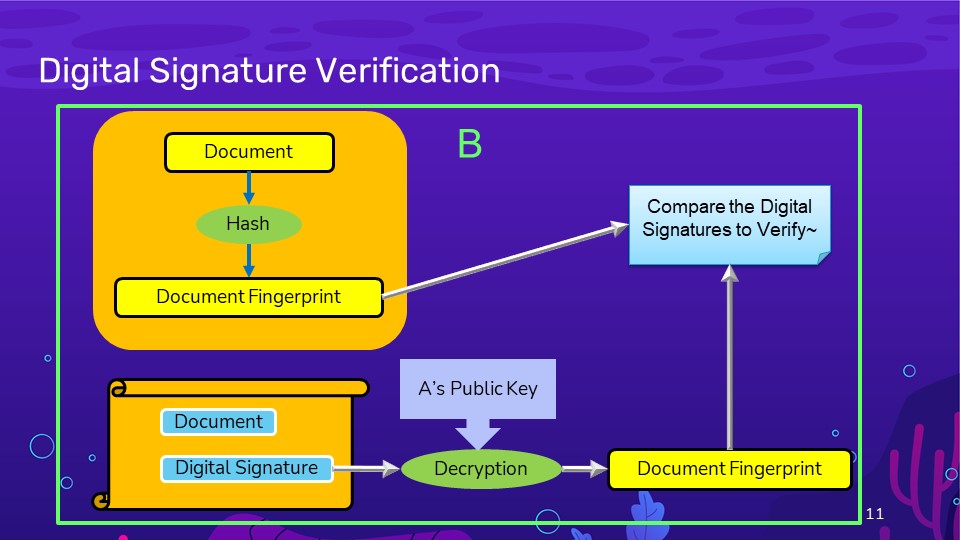 Digital Signature Verification
B
Document
Hash
Document Fingerprint
Compare the Digital
Signatures to Verify~
A's Public Key
Document
Digital Signature
Decryption
Document Fingerprint
11